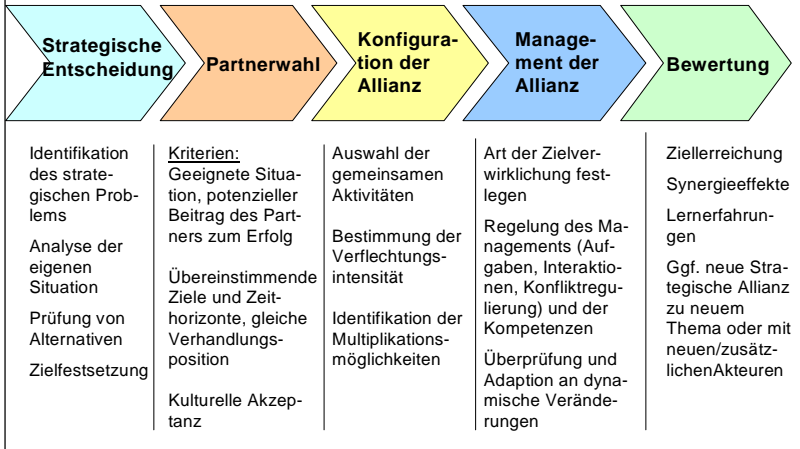 Strategische
Entscheidung
Partnerwahl
Konfigura-
tion der
Allianz
Manage-
ment der
Allianz
Bewertung
Identifikation
des strate-
gischen Prob-
lems
Analyse der
eigenen
Situation
Prüfung von
Alternativen
Zielfestsetzung
Kriterien:
Geeignete Situa-
tion, potenzieller
Beitrag des Part-
ners zum Erfolg
Übereinstimmende
Ziele und Zeit-
horizonte, gleiche
Verhandlungs-
position
Kulturelle Akzep-
tanz
Auswahl der
gemeinsamen
Aktivitäten
Bestimmung der
Verflechtungs-
intensität
Identifikation der
Multiplikations-
möglichkeiten
Art der Zielver-
wirklichung fest-
legen
Regelung des Ma-
nagements (Auf-
gaben, Interaktio-
nen, Konfliktregu-
lierung) und der
Kompetenzen
Überprüfung und
Adaption an dyna-
mische Verände-
rungen
Ziellerreichung
Synergieeffekte
Lernerfahrun-
gen
Ggf. neue Stra-
tegische Allianz
zu neuem
Thema oder mit
neuen/zusätz-
lichenAkteuren